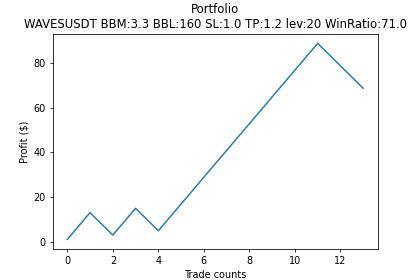 Portfolio
WAVESUSDT BBM:3.3 BBL:160 SL:1.0 TP:1.2 lev:20 WinRatio:71.0
80
60
40
20
0
Profit ($)
0 2 4 6 8 10 12
Trade counts